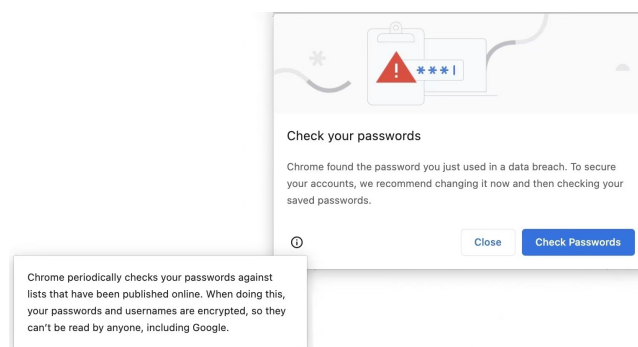 ***|
Check your passwords
Chrome found the password you just used in a data breach. To secure
your accounts, we recommend changing it now and then checking your
saved passwords.
Close
Check Passwords
Chrome periodically checks your passwords against
lists that have been published online. When doing this,
your passwords and usernames are encrypted, so they
can’t be read by anyone, including Google.